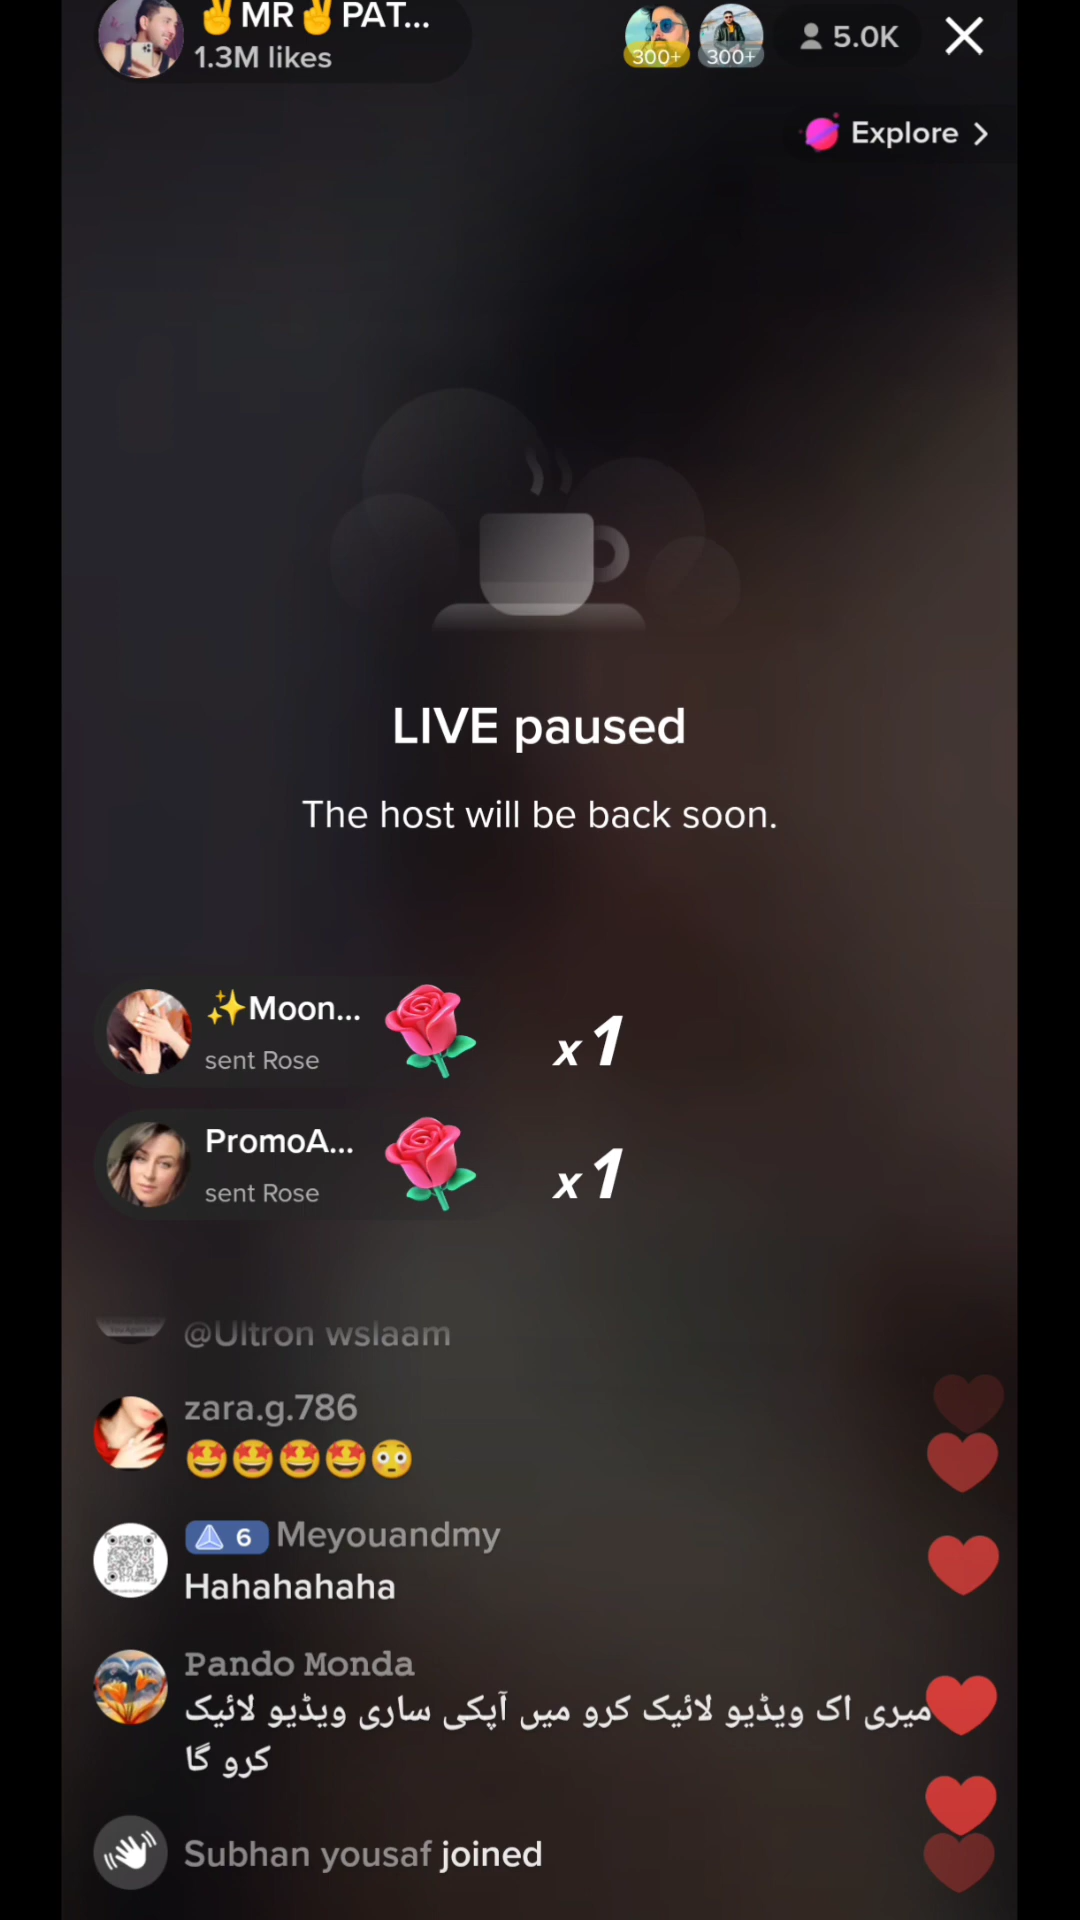 ✌️MR✌️PAT...
1.3M likes
300+
300+
5.0K
Explore
LIVE paused
The host will be back soon.
✨Moon...
sent Rose
x1
PromoA...
sent Rose
x1
@Ultron wslaam
zara.g.786
🤩🤩🤩🤩😳
6 Meyouandmy
Hahahahaha
Pando Monda
میری اک ویڈیو لائیک کرو میں آپکی ساری ویڈیو لائیک
کرو گا
Subhan yousaf joined